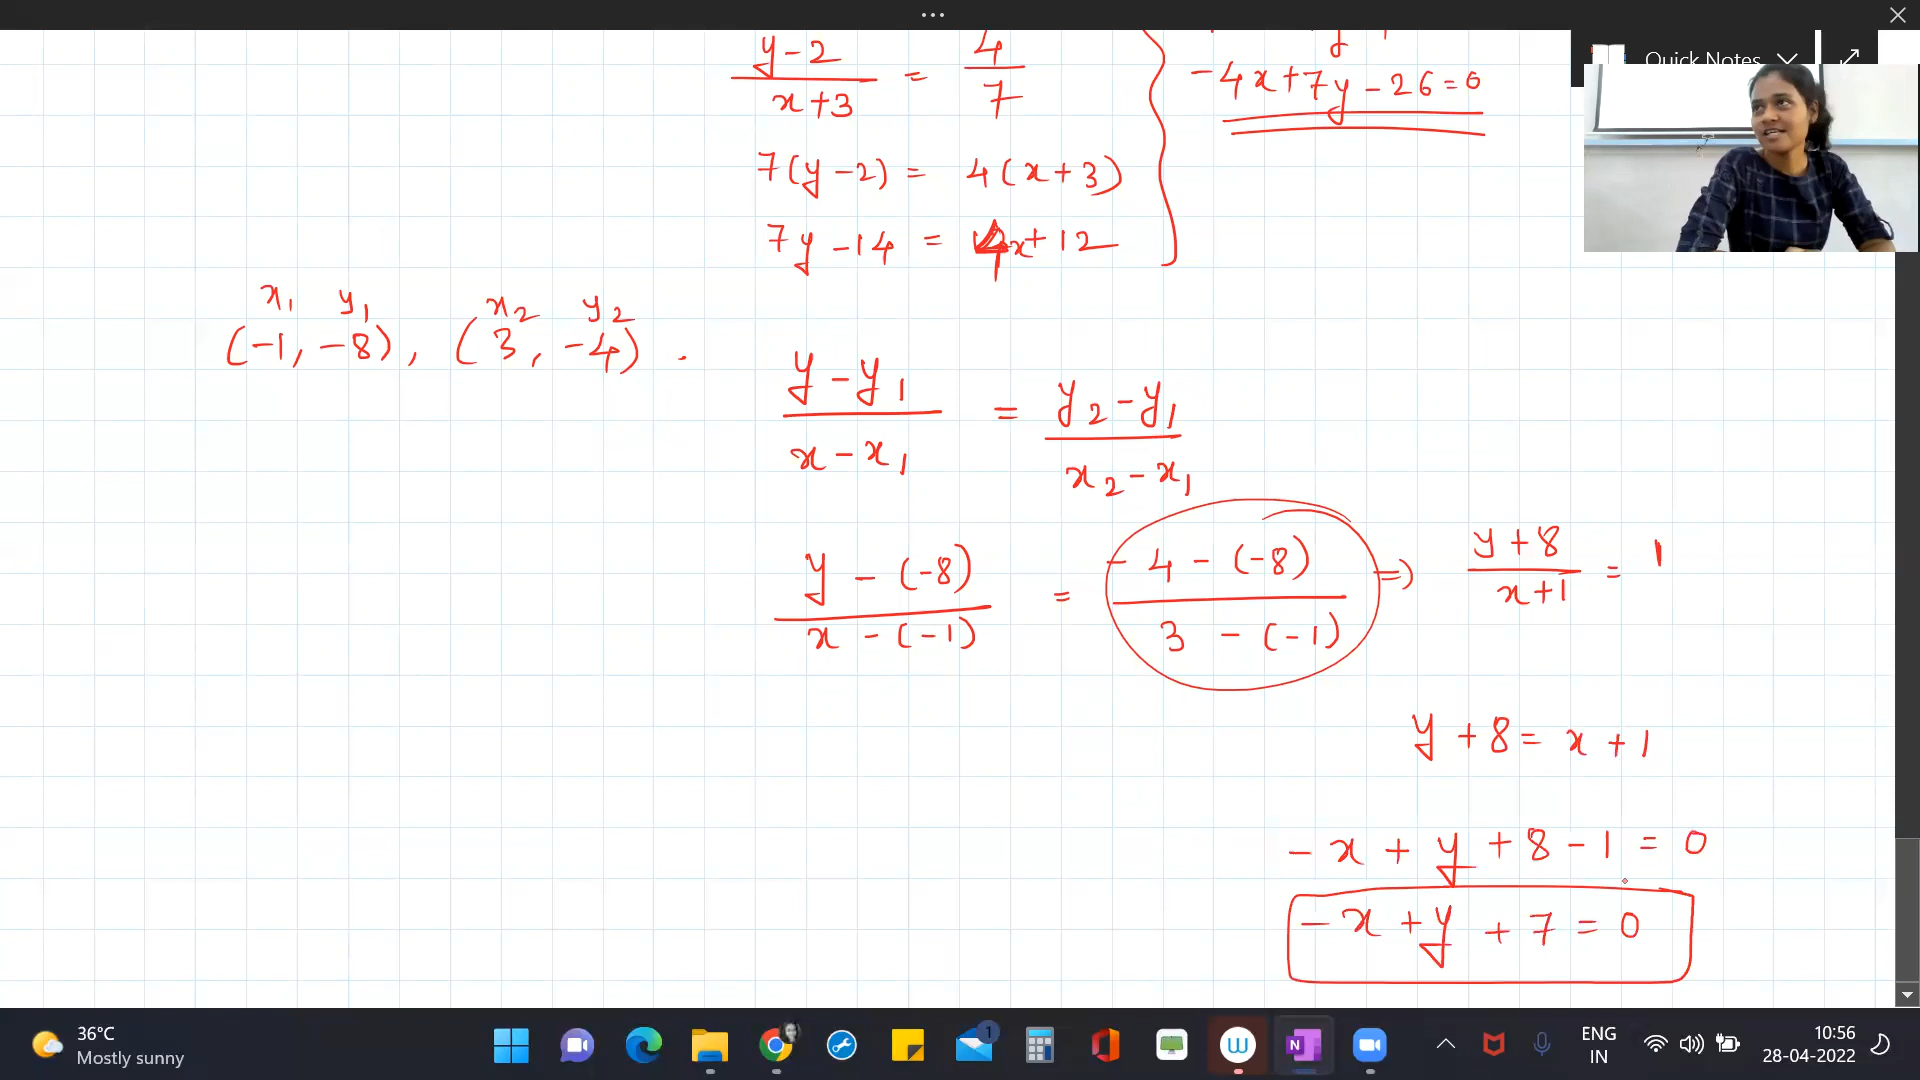 Quick Notes
y-2 / x+3 = 4 / 7
-4x+7y-26=0
7(y-2) = 4(x+3)
7y-14 = 4x+12
x₁ y₁ x₂ y₂
(-1, -8), (3, -4).
y-y₁ / x-x₁ = y₂-y₁ / x₂-x₁
y-(-8) / x-(-1) = -4-(-8) / 3-(-1) ⇒ y+8 / x+1 = 1
y+8= x+1
-x+y+8-1=0
-x+y+7=0
36°C
Mostly sunny
1
ENG
IN
10:56
28-04-2022